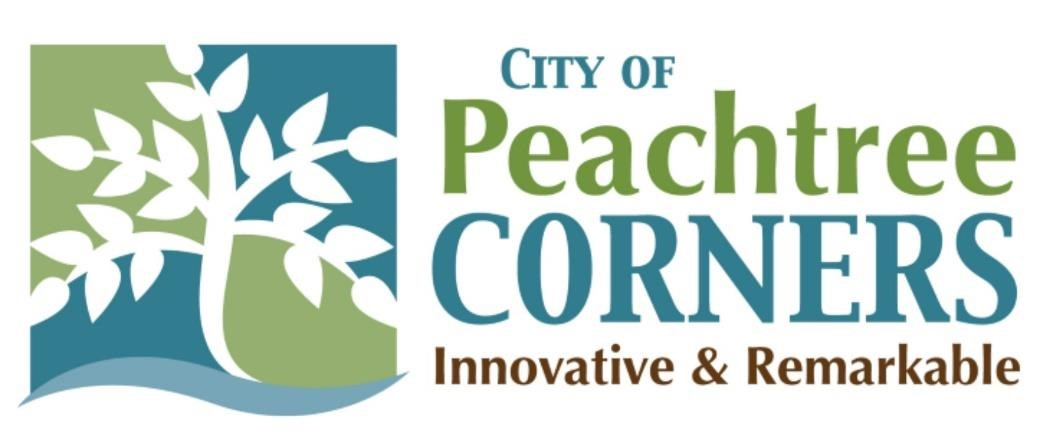 CITY OF
Peachtree
CORNERS
Innovative & Remarkable